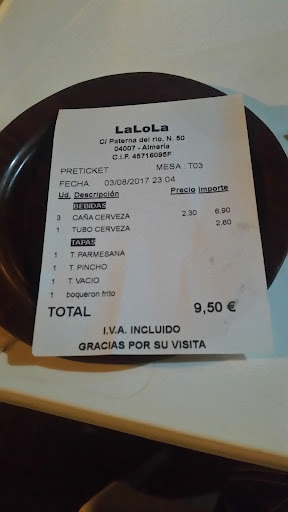 LaLoLa
C/ Paterna del rio, N. 50
04007 - Almeria
C.I.F. 45716095F
PRETICKET MESA : T03
FECHA 03/08/2017 23 04
Ud. Descripción Precio Importe
BEBIDAS
3 CAÑA CERVEZA 2.30 6,90
1 TUBO CERVEZA 2,60
TAPAS
1 T. PARMESANA
1 T. PINCHO
1 T. VACIO
1 boqueron frito
TOTAL 9,50 €
I.V.A. INCLUIDO
GRACIAS POR SU VISITA